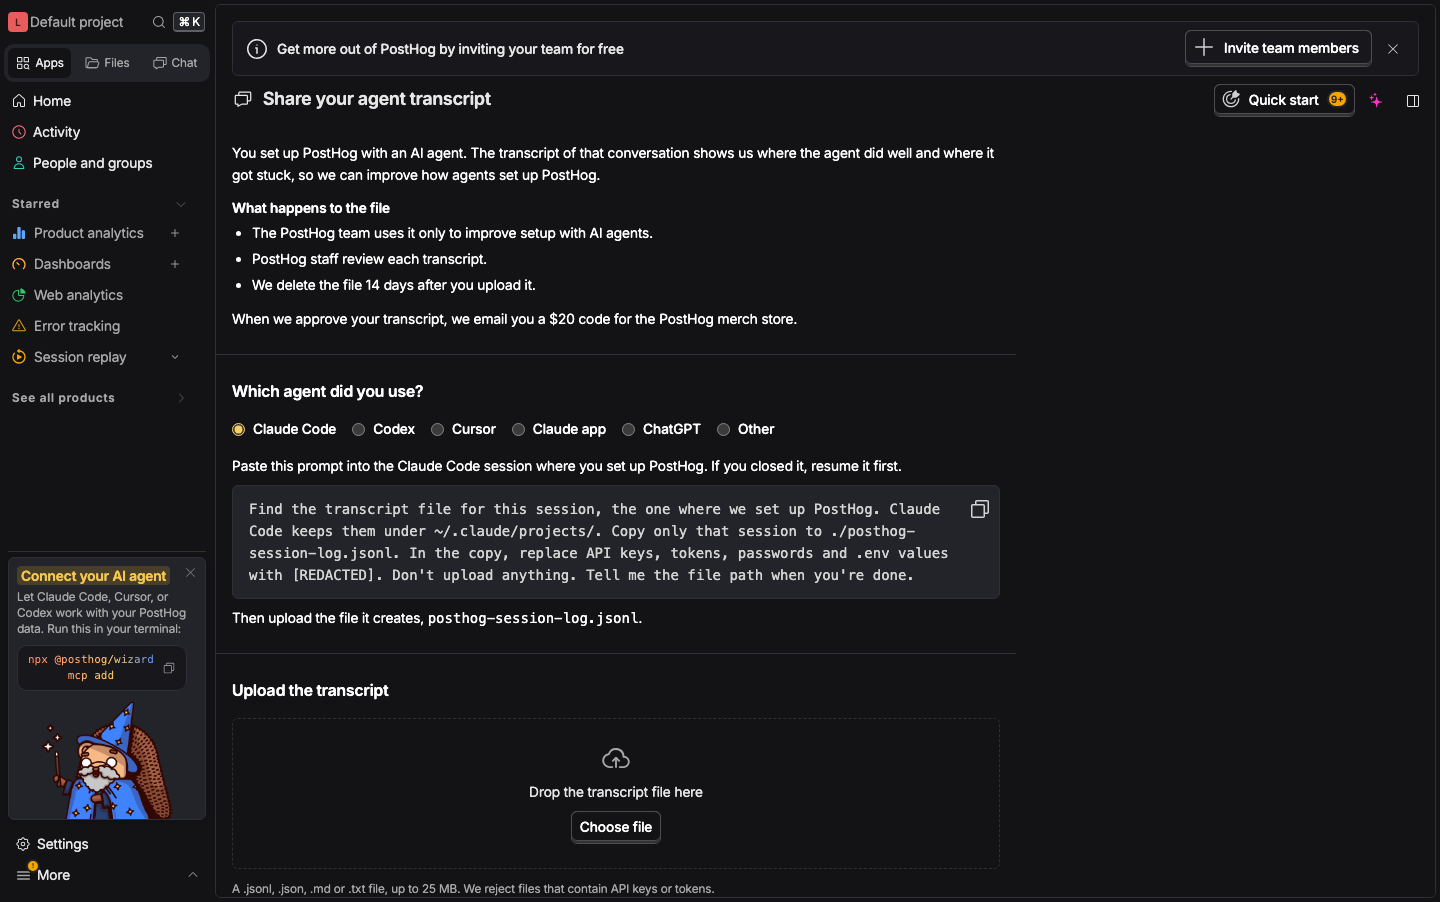 L Default project
⌘ K
Apps
Files
Chat
Home
Activity
People and groups
Starred
Product analytics
Dashboards
Web analytics
Error tracking
Session replay
See all products
Connect your AI agent
Let Claude Code, Cursor, or
Codex work with your PostHog
data. Run this in your terminal:
npx @posthog/wizard
mcp add
Settings
More
Get more out of PostHog by inviting your team for free
Invite team members
Share your agent transcript
Quick start 9+
You set up PostHog with an AI agent. The transcript of that conversation shows us where the agent did well and where it
got stuck, so we can improve how agents set up PostHog.
What happens to the file
The PostHog team uses it only to improve setup with AI agents.
PostHog staff review each transcript.
We delete the file 14 days after you upload it.
When we approve your transcript, we email you a $20 code for the PostHog merch store.
Which agent did you use?
Claude Code
Codex
Cursor
Claude app
ChatGPT
Other
Paste this prompt into the Claude Code session where you set up PostHog. If you closed it, resume it first.
Find the transcript file for this session, the one where we set up PostHog. Claude
Code keeps them under ~/.claude/projects/. Copy only that session to ./posthog-
session-log.jsonl. In the copy, replace API keys, tokens, passwords and .env values
with [REDACTED]. Don't upload anything. Tell me the file path when you're done.
Then upload the file it creates, posthog-session-log.jsonl.
Upload the transcript
Drop the transcript file here
Choose file
A .jsonl, .json, .md or .txt file, up to 25 MB. We reject files that contain API keys or tokens.